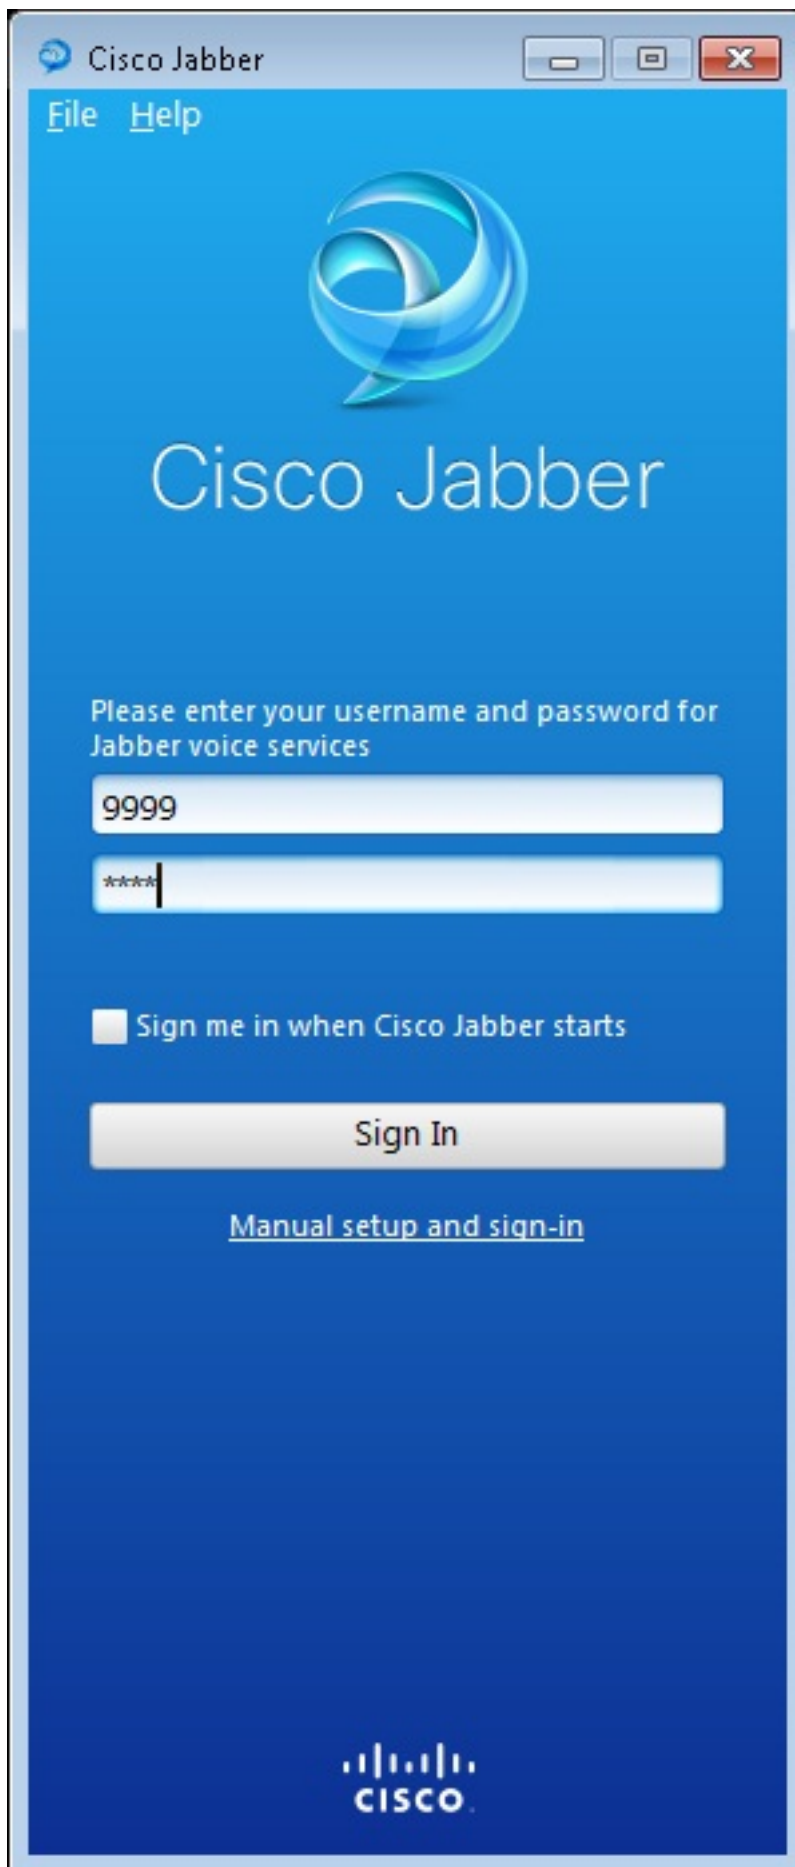 Cisco Jabber
File Help
Cisco Jabber
Please enter your username and password for
Jabber voice services
9999
****
Sign me in when Cisco Jabber starts
Sign In
Manual setup and sign-in
CISCO.